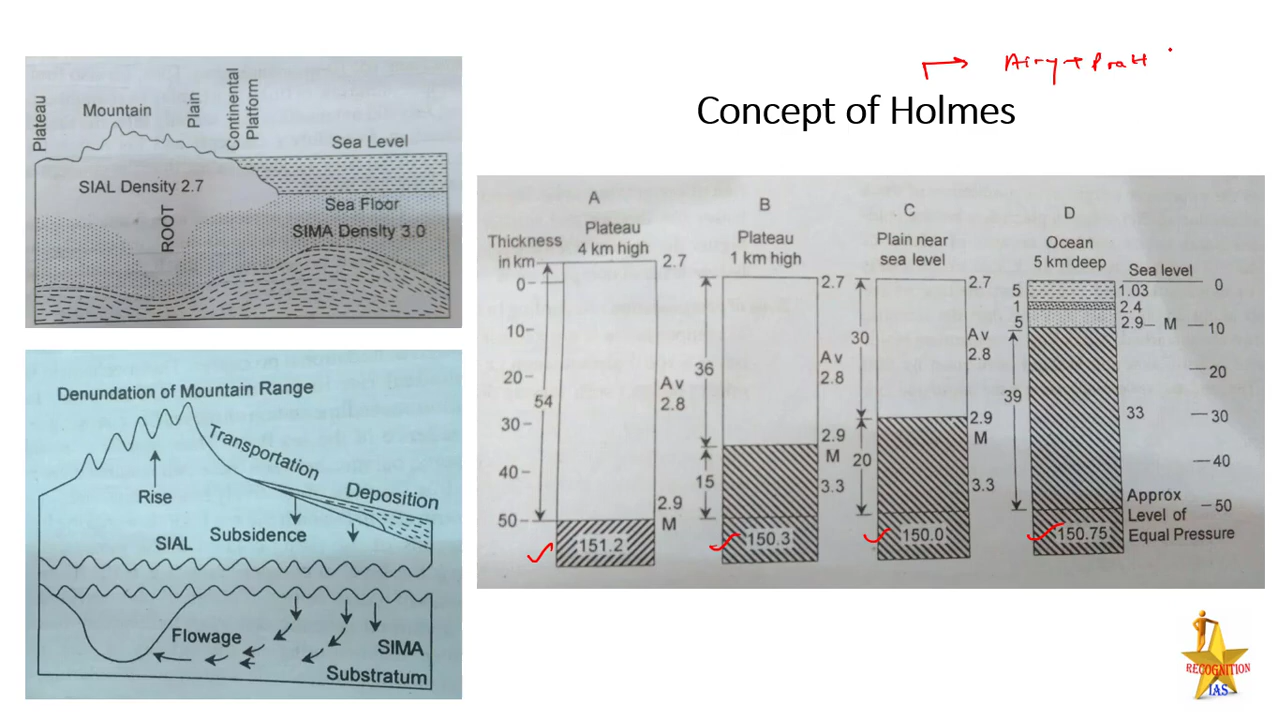 Airy + Pratt
Concept of Holmes
Plateau
Mountain
Plain
Continental
Platform
Sea Level
SIAL Density 2.7
ROOT
Sea Floor
SIMA Density 3.0
Denundation of Mountain Range
Transportation
Deposition
Rise
Subsidence
SIAL
Flowage
SIMA
Substratum
A
Plateau
4 km high
Thickness
in km
0
10
20
30
40
50
54
2.7
Av
2.8
2.9
M
151.2
B
Plateau
1 km high
36
15
2.7
Av
2.8
2.9
M
3.3
150.3
C
Plain near
sea level
30
20
2.7
Av
2.8
2.9
M
3.3
150.0
D
Ocean
5 km deep
5
1
5
39
1.03
2.4
2.9
M
33
150.75
Sea level
0
10
20
30
40
50
Approx
Level of
Equal Pressure
RECOGNITION
IAS